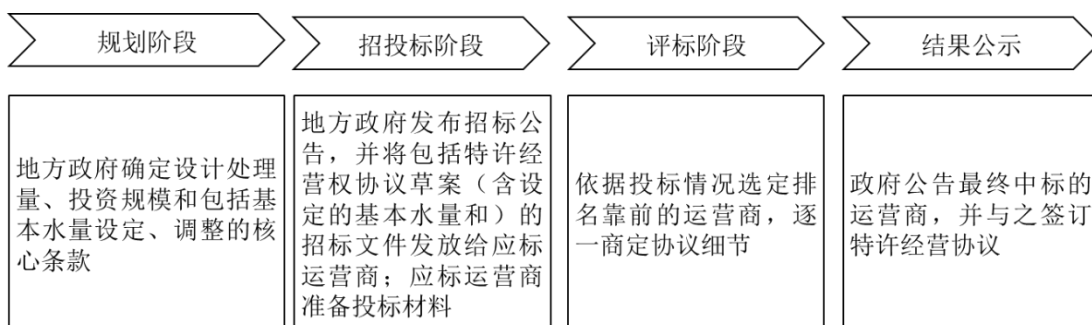 规划阶段
招投标阶段
评标阶段
结果公示
地方政府确定设计处理
量、投资规模和包括基
本水量设定、调整的核
心条款
地方政府发布招标公
告，并将包括特许经
营权协议草案（含设
定的基本水量和）的
招标文件发放给应标
运营商；应标运营商
准备投标材料
依据投标情况选定排
名靠前的运营商，逐
一商定协议细节
政府公告最终中标的
运营商，并与之签订
特许经营协议